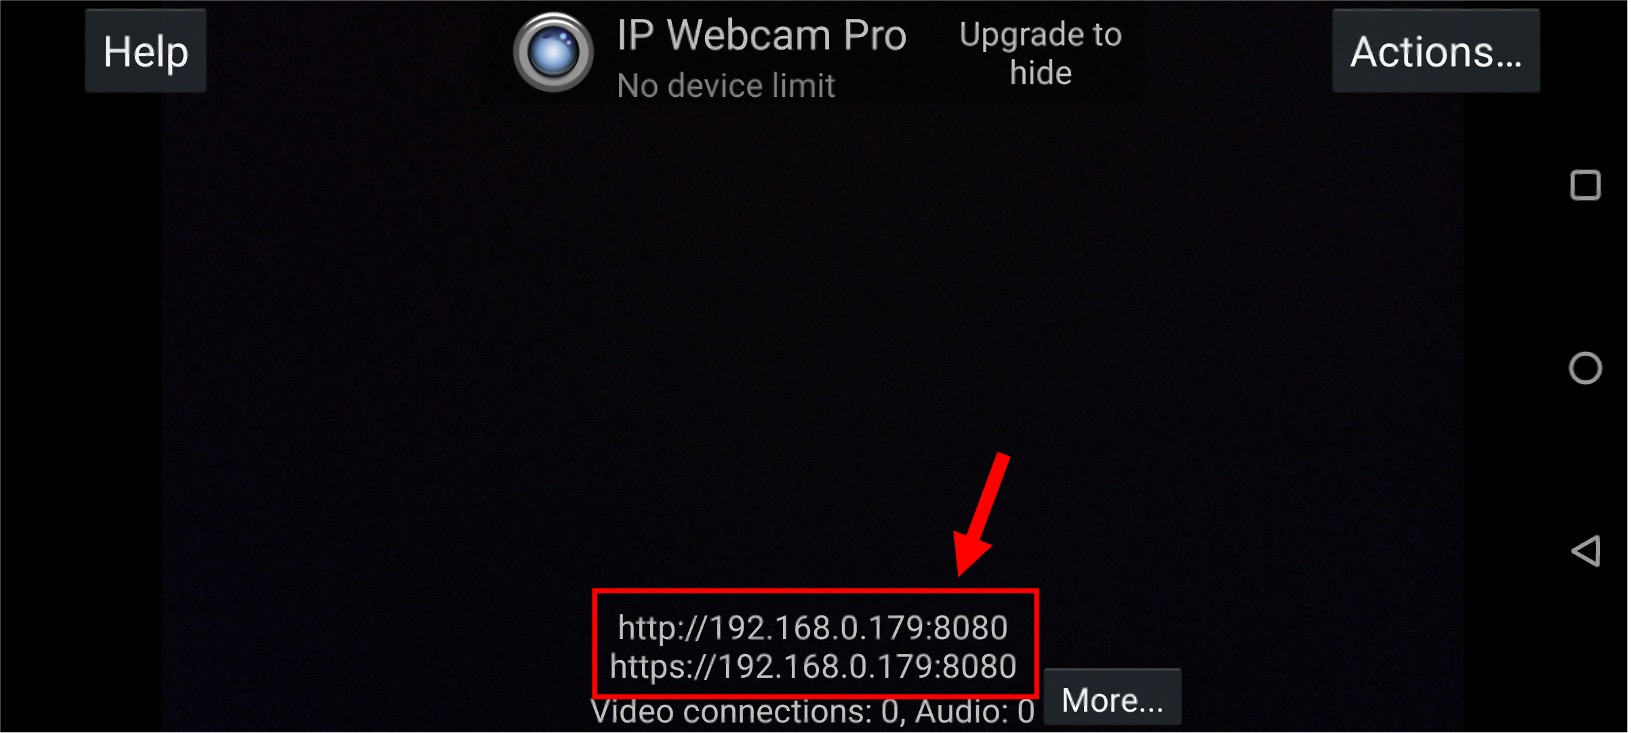 Help
IP Webcam Pro
No device limit
Upgrade to
hide
Actions...
http://192.168.0.179:8080
https://192.168.0.179:8080
Video connections: 0, Audio: 0
More...